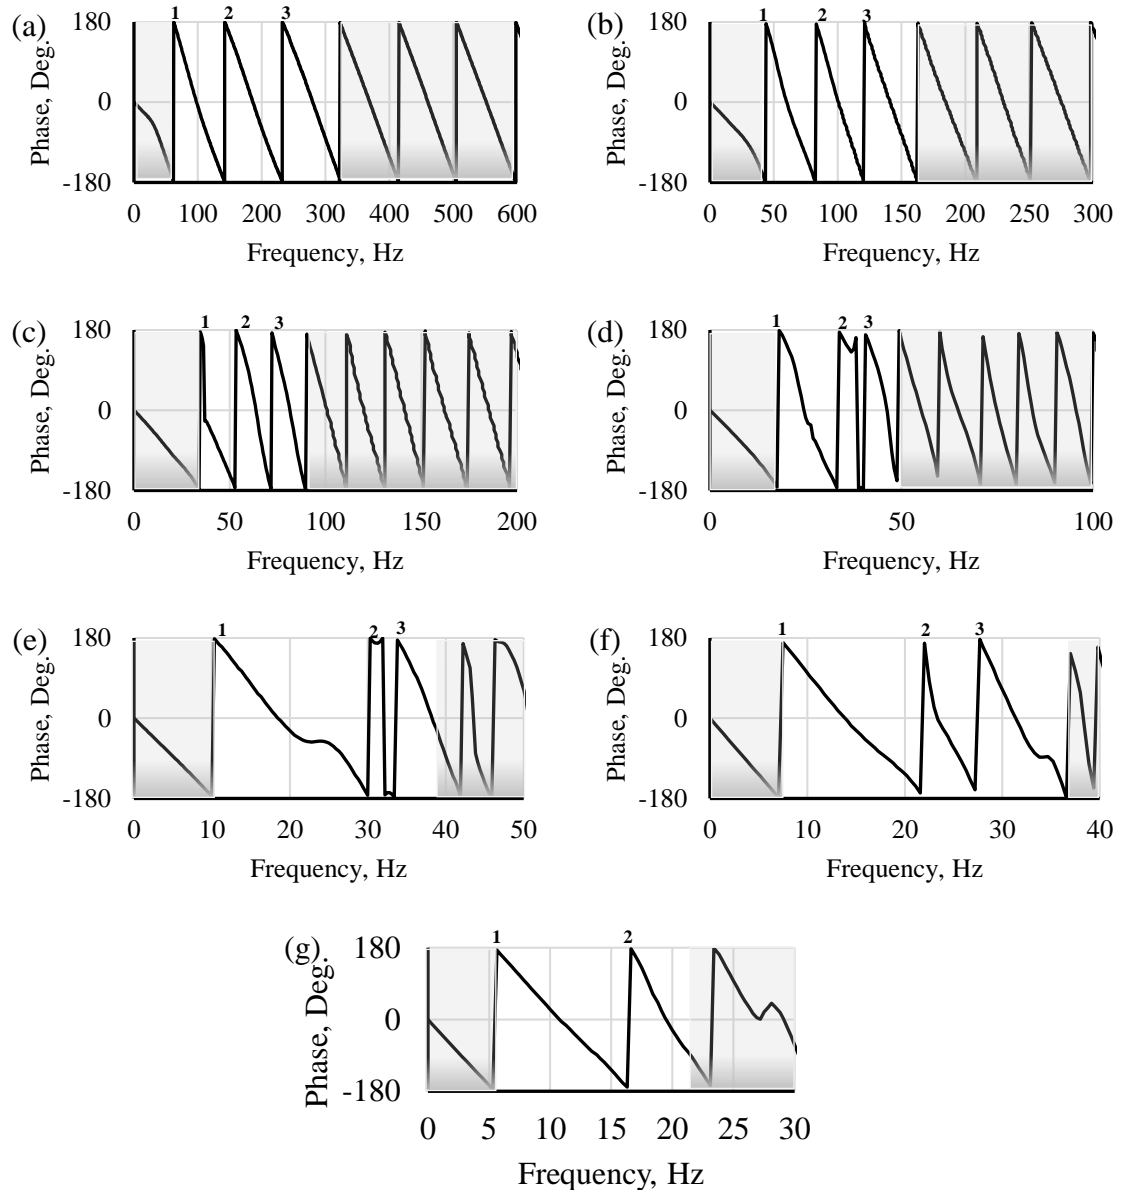 (a) 180 1 2 3
Phase, Deg.
0
-180
0 100 200 300 400 500 600
Frequency, Hz
(b) 180 1 2 3
Phase, Deg.
0
-180
0 50 100 150 200 250 300
Frequency, Hz
(c) 180 1 2 3
Phase, Deg.
0
-180
0 50 100 150 200
Frequency, Hz
(d) 180 1 2 3
Phase, Deg.
0
-180
0 50 100
Frequency, Hz
(e) 180 1 2 3
Phase, Deg.
0
-180
0 10 20 30 40 50
Frequency, Hz
(f) 180 1 2 3
Phase, Deg.
0
-180
0 10 20 30 40
Frequency, Hz
(g) 180 1 2
Phase, Deg.
0
-180
0 5 10 15 20 25 30
Frequency, Hz